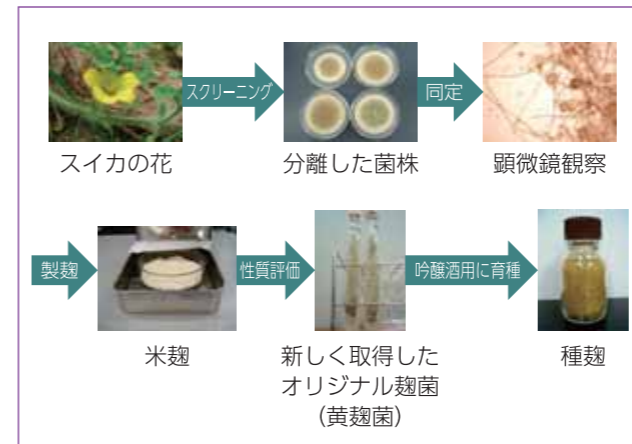 スクリーニング
同定
スイカの花
分離した菌株
顕微鏡観察
製麹
性質評価
吟醸酒用に育種
米麹
新しく取得した
オリジナル麹菌
（黄麹菌）
種麹